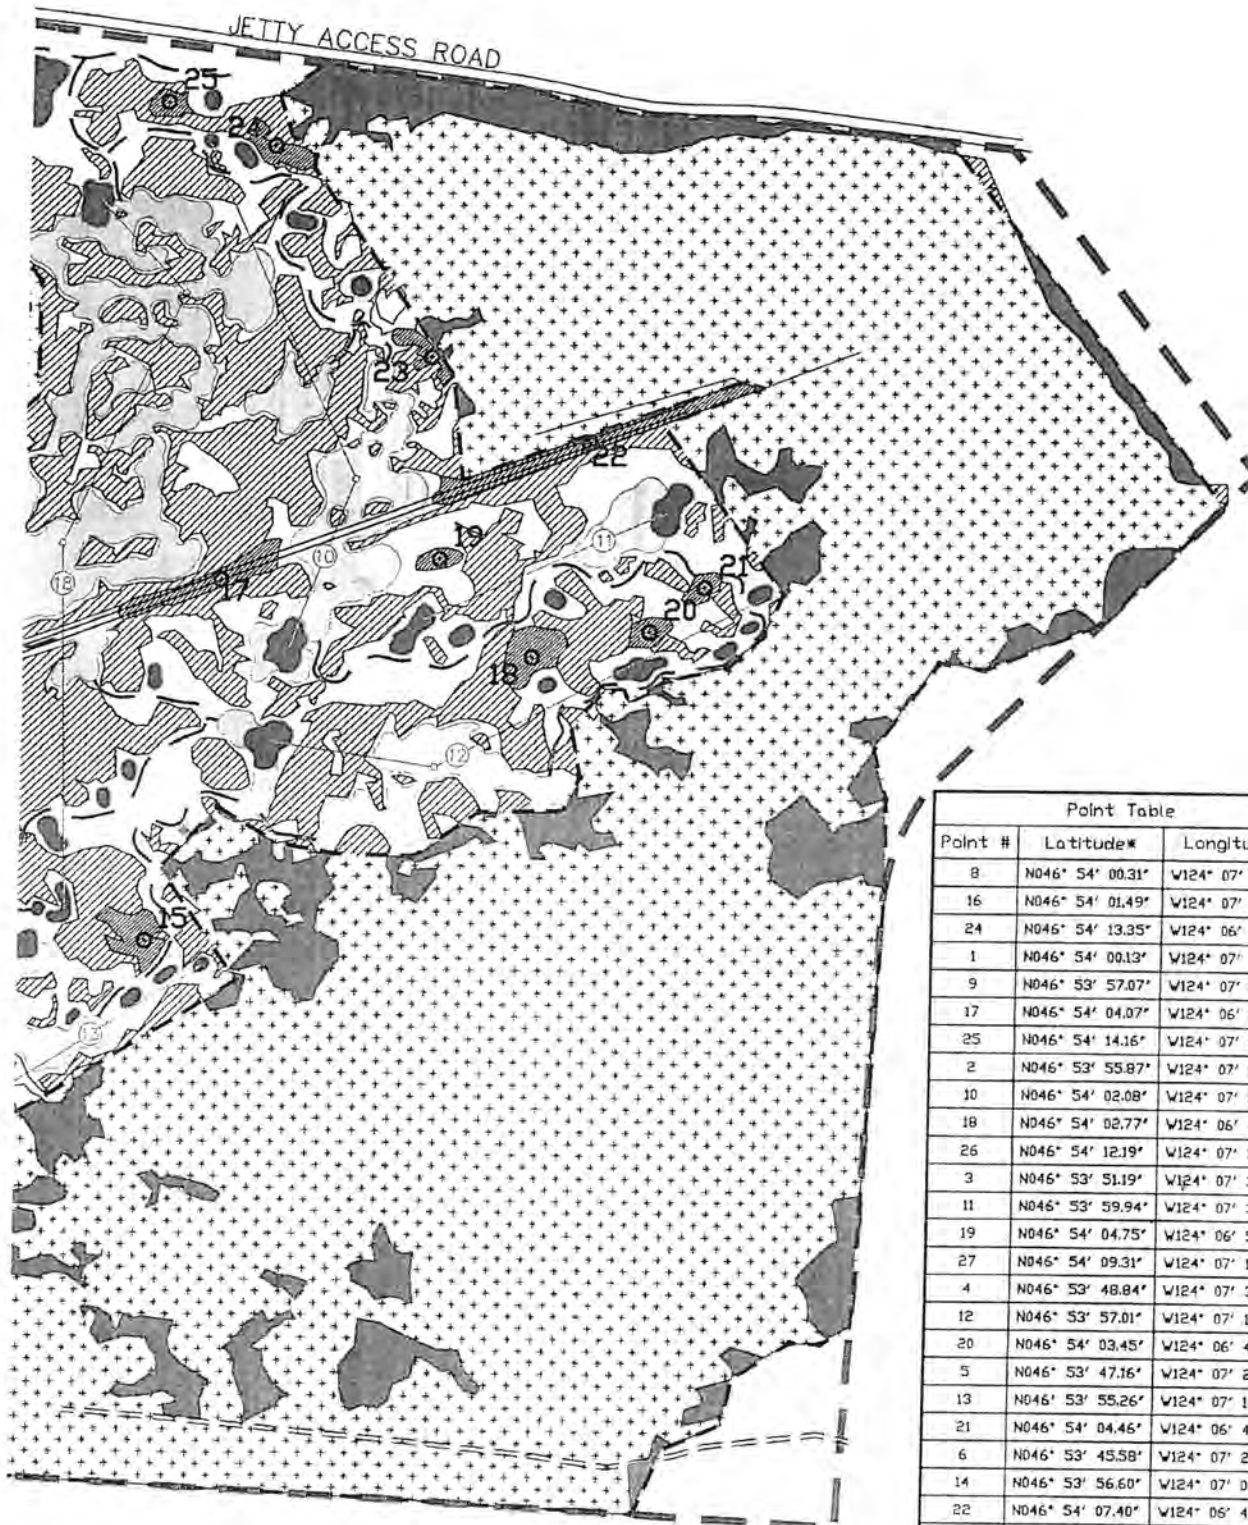 JETTY ACCESS ROAD
25
24
23
22
19
11
10
21
18
17
20
18
12
15
13
Point Table
Point # Latitude* Longitu
8 N046° 54' 00.31" W124° 07'
16 N046° 54' 01.49" W124° 07'
24 N046° 54' 13.35" W124° 06'
1 N046° 54' 00.13" W124° 07'
9 N046° 53' 57.07" W124° 07'
17 N046° 54' 04.07" W124° 06'
25 N046° 54' 14.16" W124° 07'
2 N046° 53' 55.87" W124° 07'
10 N046° 54' 02.08" W124° 07'
18 N046° 54' 02.77" W124° 06'
26 N046° 54' 12.19" W124° 07'
3 N046° 53' 51.19" W124° 07'
11 N046° 53' 59.94" W124° 07'
19 N046° 54' 04.75" W124° 06'
27 N046° 54' 09.31" W124° 07' 1
4 N046° 53' 48.84" W124° 07'
12 N046° 53' 57.01" W124° 07' 1
20 N046° 54' 03.45" W124° 06' 4
5 N046° 53' 47.16" W124° 07' 2
13 N046° 53' 55.26" W124° 07' 1
21 N046° 54' 04.46" W124° 06' 4
6 N046° 53' 45.58" W124° 07' 2
14 N046° 53' 56.60" W124° 07' 0
22 N046° 54' 07.40" W124° 06' 4